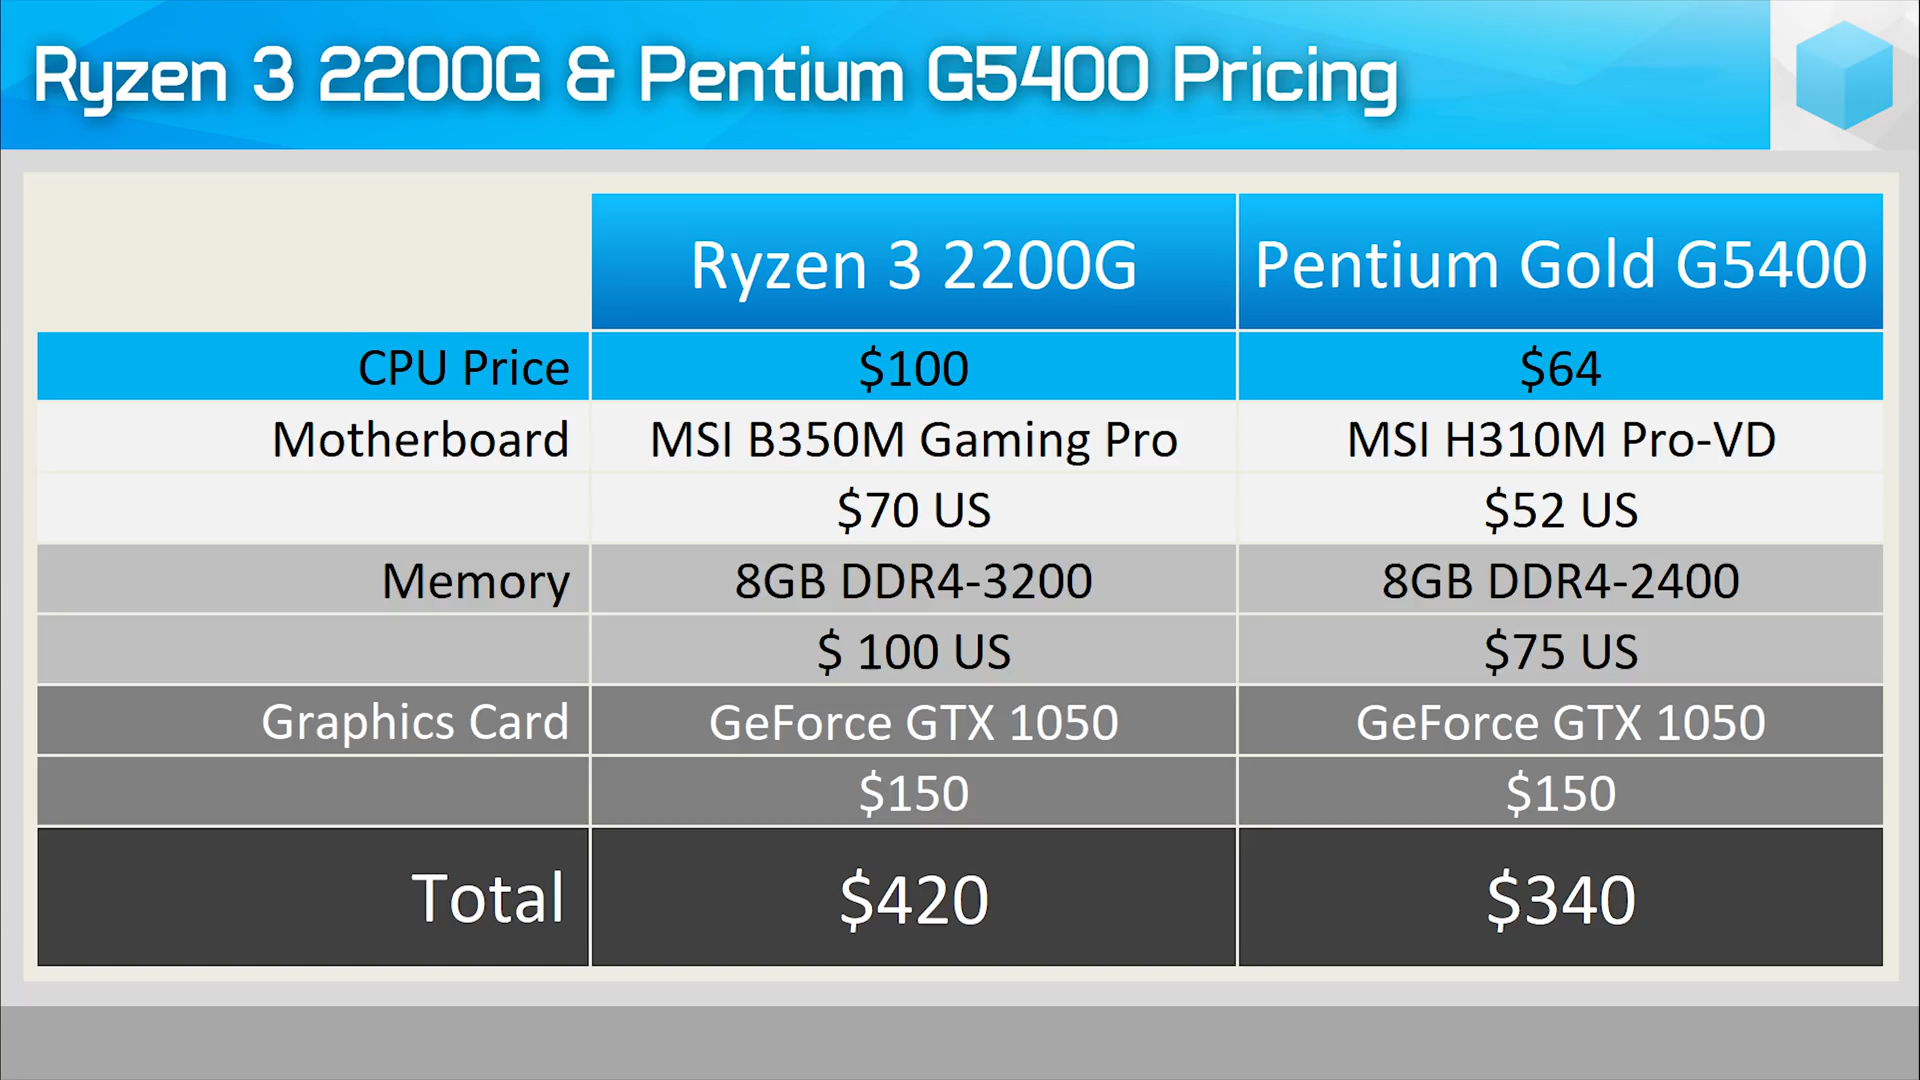 Ryzen 3 2200G & Pentium G5400 Pricing
Ryzen 3 2200G Pentium Gold G5400
CPU Price $100 $64
Motherboard MSI B350M Gaming Pro MSI H310M Pro-VD
$70 US $52 US
Memory 8GB DDR4-3200 8GB DDR4-2400
$ 100 US $75 US
Graphics Card GeForce GTX 1050 GeForce GTX 1050
$150 $150
Total $420 $340